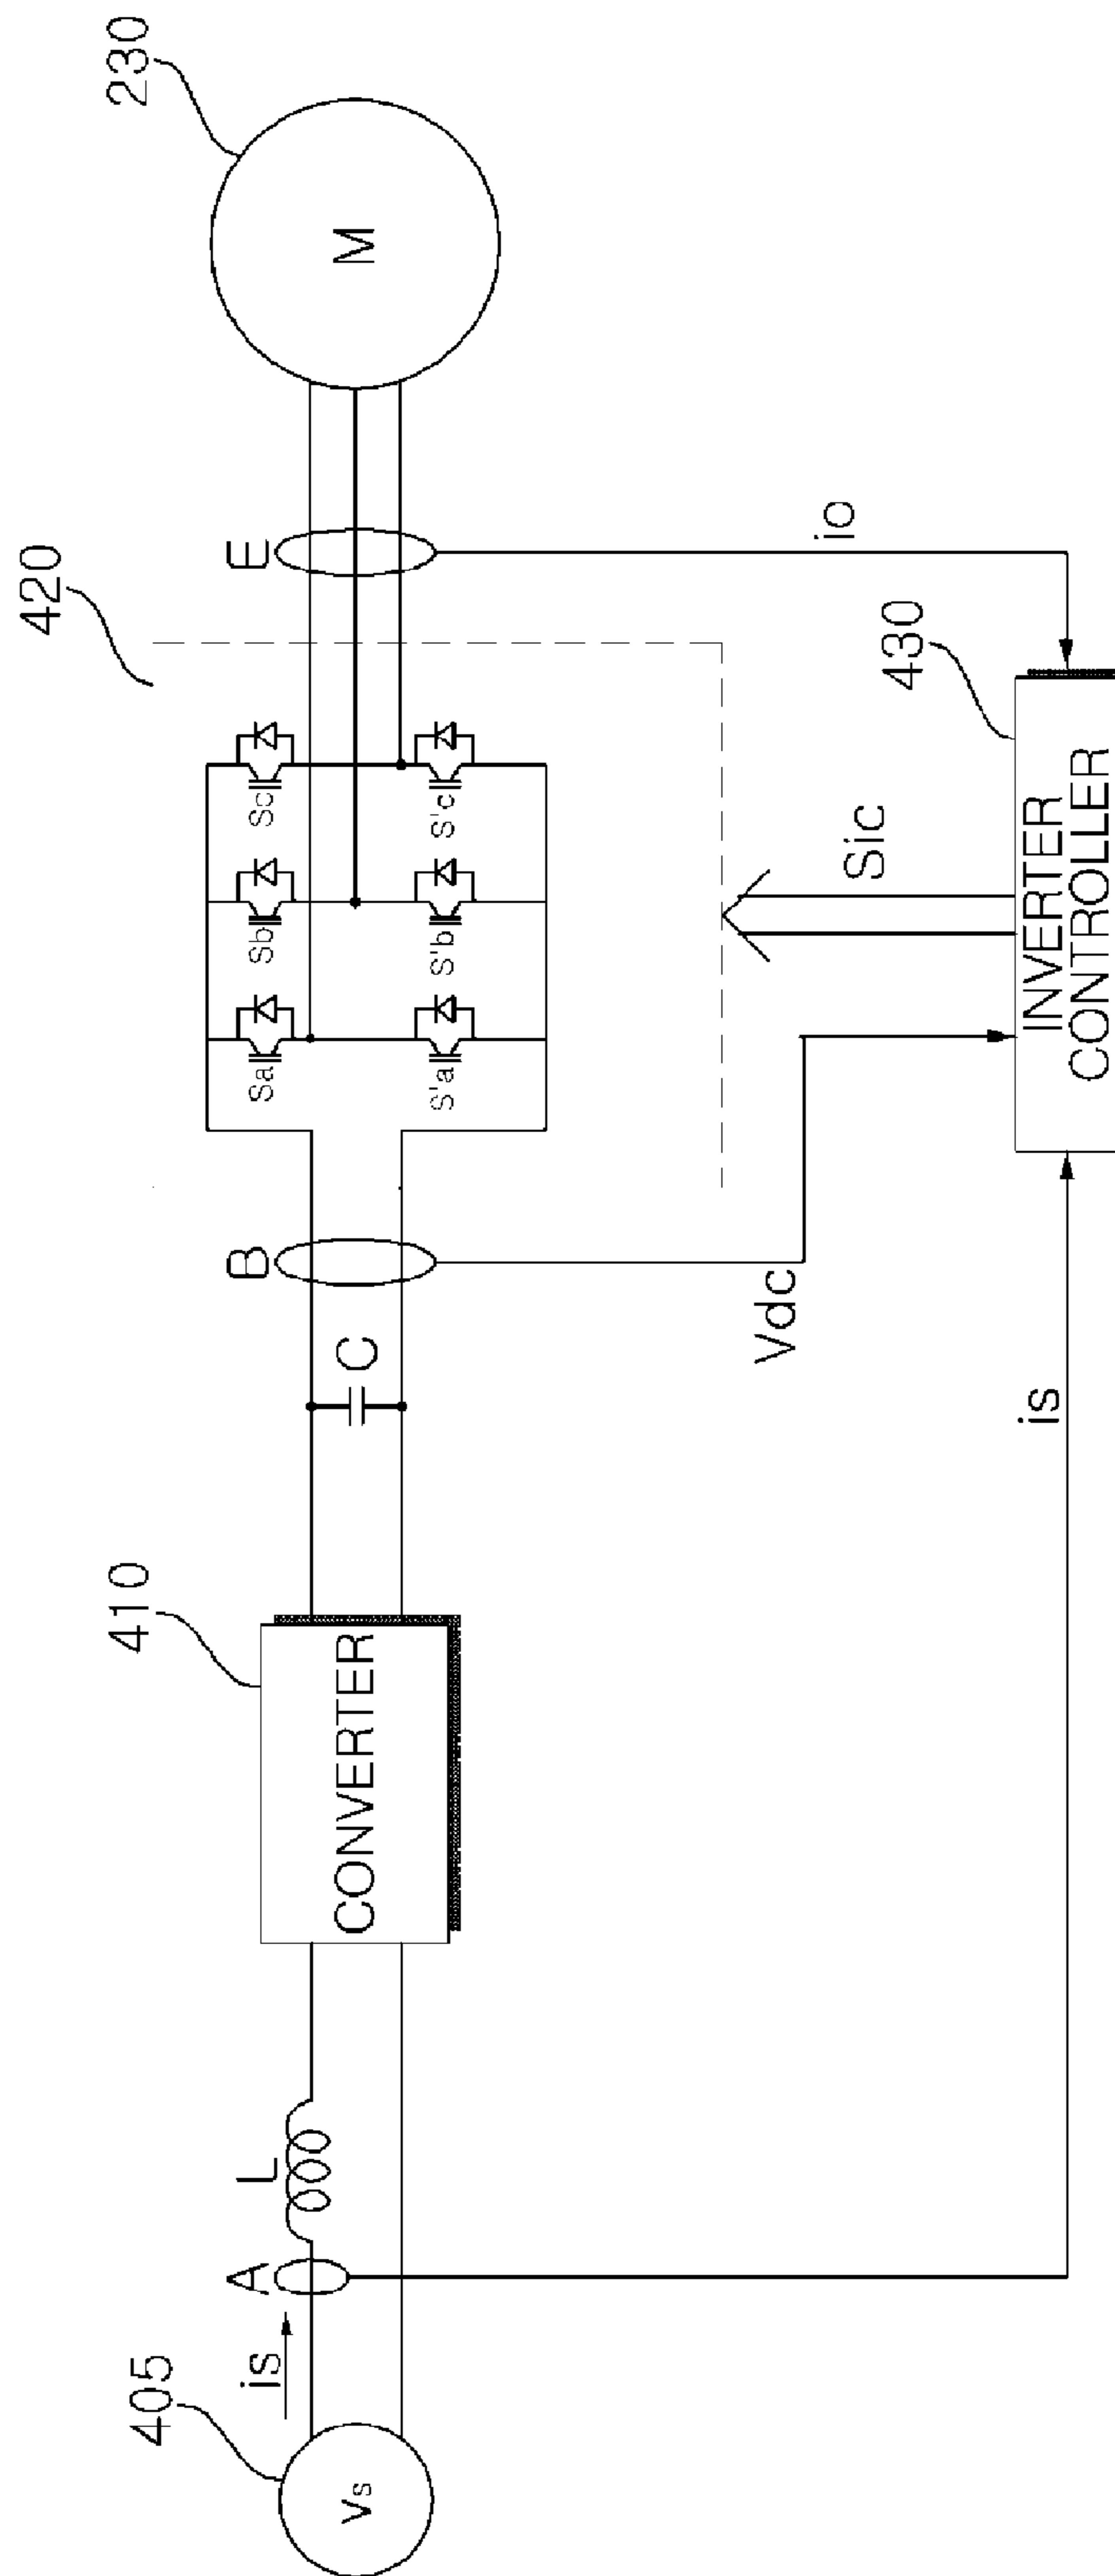 405
vs
is
A
L
410
CONVERTER
C
B
Vdc
is
420
Sa
Sb
Sc
S'a
S'b
S'c
E
io
230
M
Sic
430
INVERTER
CONTROLLER